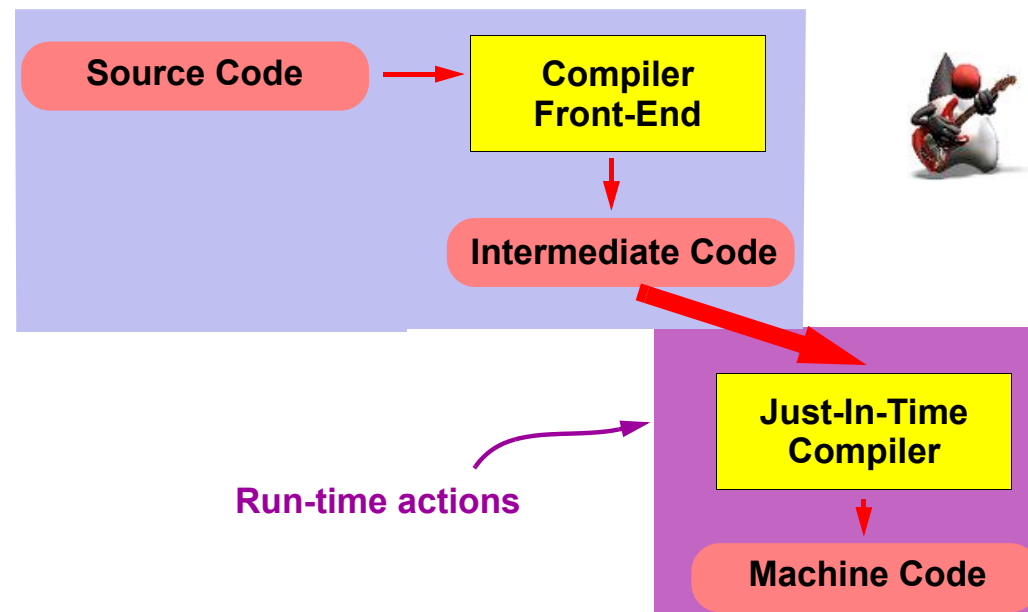 Source Code
Compiler
Front-End
Intermediate Code
Just-In-Time
Compiler
Run-time actions
Machine Code